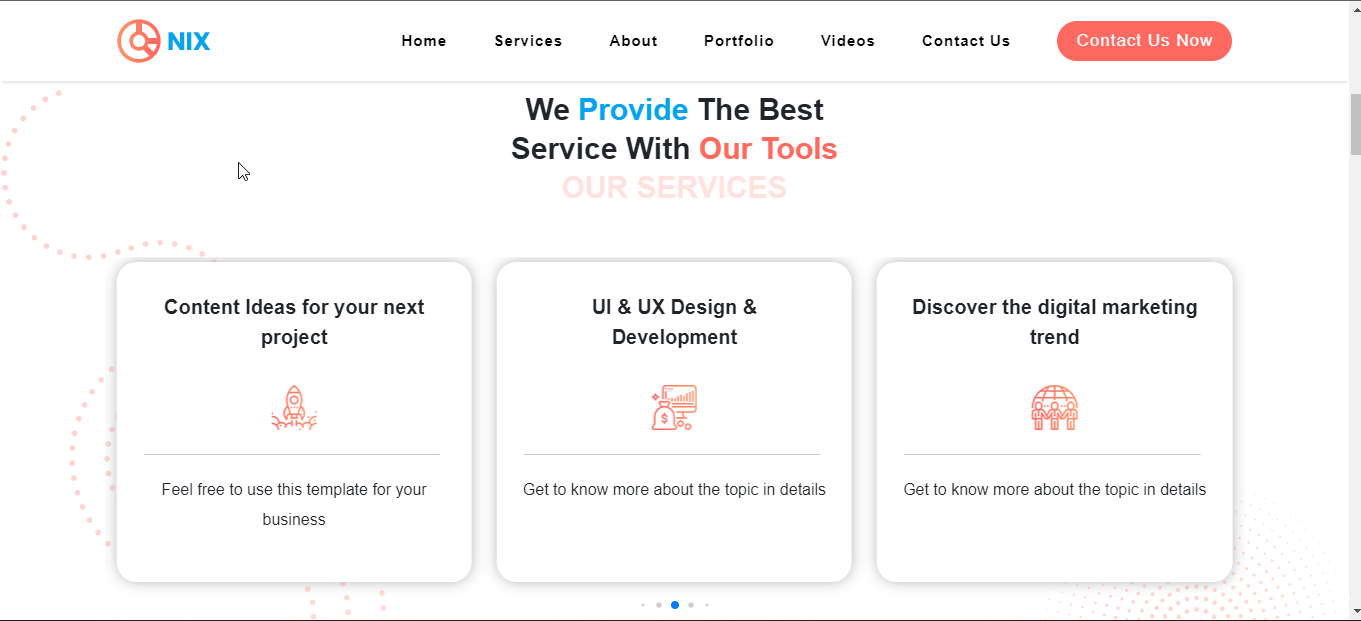 NIX
Home Services About Portfolio Videos Contact Us Contact Us Now
We Provide The Best
Service With Our Tools
OUR SERVICES
Content Ideas for your next
project
Feel free to use this template for your
business
UI & UX Design &
Development
$
Get to know more about the topic in details
Discover the digital marketing
trend
Get to know more about the topic in details